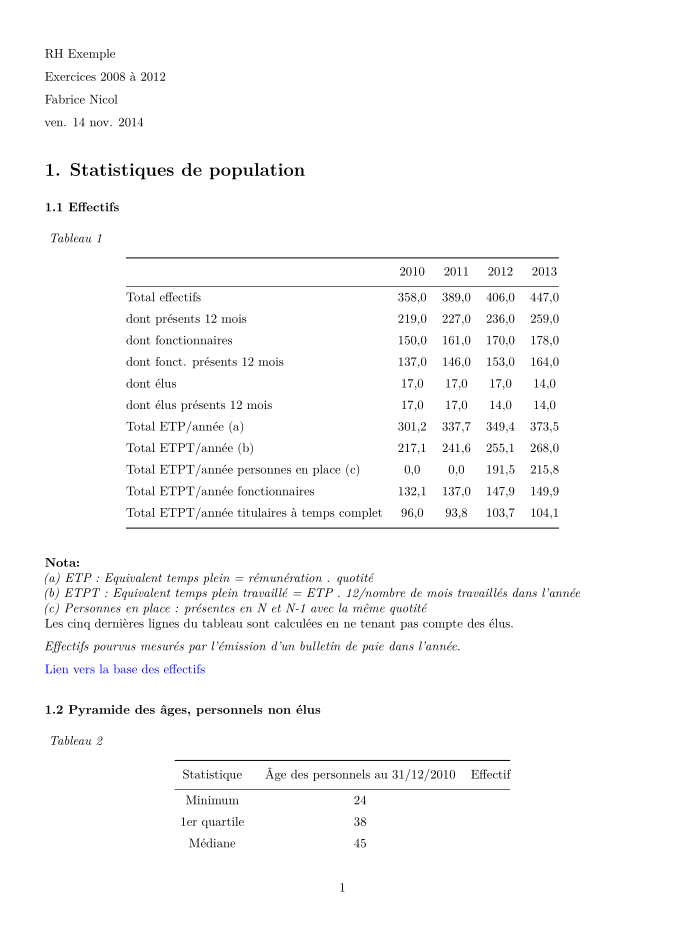 RH Exemple
Exercices 2008 à 2012
Fabrice Nicol
ven. 14 nov. 2014
1. Statistiques de population
1.1 Effectifs
Tableau 1
2010 2011 2012 2013
Total effectifs 358,0 389,0 406,0 447,0
dont présents 12 mois 219,0 227,0 236,0 259,0
dont fonctionnaires 150,0 161,0 170,0 178,0
dont fonct. présents 12 mois 137,0 146,0 153,0 164,0
dont élus 17,0 17,0 17,0 14,0
dont élus présents 12 mois 17,0 17,0 14,0 14,0
Total ETP/année (a) 301,2 337,7 349,4 373,5
Total ETPT/année (b) 217,1 241,6 255,1 268,0
Total ETPT/année personnes en place (c) 0,0 0,0 191,5 215,8
Total ETPT/année fonctionnaires 132,1 137,0 147,9 149,9
Total ETPT/année titulaires à temps complet 96,0 93,8 103,7 104,1
Nota:
(a) ETP : Equivalent temps plein = rémunération . quotité
(b) ETPT : Equivalent temps plein travaillé = ETP . 12/nombre de mois travaillés dans l'année
(c) Personnes en place : présentes en N et N-1 avec la même quotité
Les cinq dernières lignes du tableau sont calculées en ne tenant pas compte des élus.
Effectifs pourvus mesurés par l'émission d'un bulletin de paie dans l'année.
Lien vers la base des effectifs
1.2 Pyramide des âges, personnels non élus
Tableau 2
Statistique Âge des personnels au 31/12/2010 Effectif
Minimum 24
1er quartile 38
Médiane 45
1